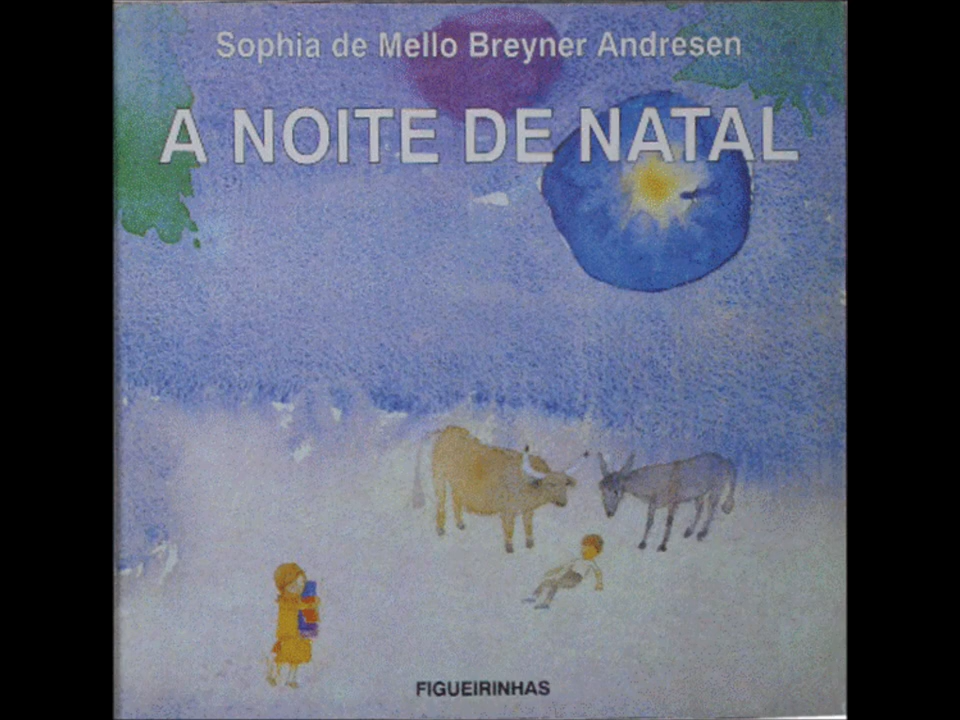 Sophia de Mello Breyner Andresen
A NOITE DE NATAL
FIGUEIRINHAS